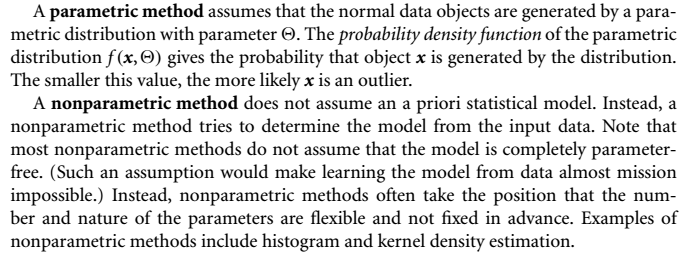 A parametric method assumes that the normal data objects are generated by a para-
metric distribution with parameter Θ. The probability density function of the parametric
distribution f(x,Θ) gives the probability that object x is generated by the distribution.
The smaller this value, the more likely x is an outlier.
A nonparametric method does not assume an a priori statistical model. Instead, a
nonparametric method tries to determine the model from the input data. Note that
most nonparametric methods do not assume that the model is completely parameter-
free. (Such an assumption would make learning the model from data almost mission
impossible.) Instead, nonparametric methods often take the position that the num-
ber and nature of the parameters are flexible and not fixed in advance. Examples of
nonparametric methods include histogram and kernel density estimation.